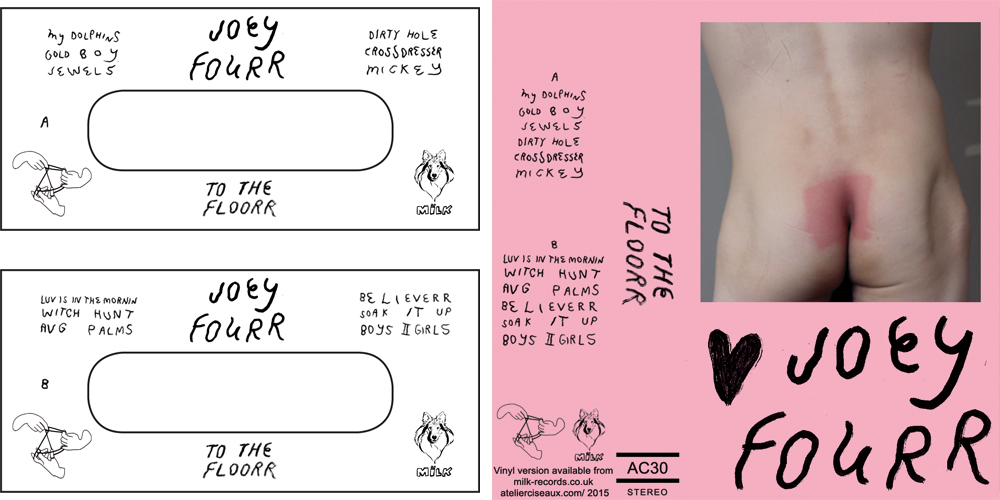 My DOLPHINS
GOLD BOY
JEWELS
JOEY
FOURR
DIRTY HOLE
CROSSDRESSER
MICKEY
A
TO THE
FLOORR
MiLK
LUV IS IN THE MORNIN
WITCH HUNT
AVG PALMS
JOEY
FOURR
BELIEVERR
SOAK IT UP
BOYS II GIRLS
B
TO THE
FLOORR
MiLK
A
My DOLPHINS
GOLD BOY
JEWELS
DIRTY HOLE
CROSSDRESSER
MICKEY
B
LUV IS IN THE MORNIN
WITCH HUNT
AVG PALMS
BELIEVERR
SOAK IT UP
BOYS II GIRLS
MiLK
Vinyl version available from
milk-records.co.uk
atelierciseaux.com/ 2015
TO THE
FLOORR
AC30
STEREO
JOEY
FOURR